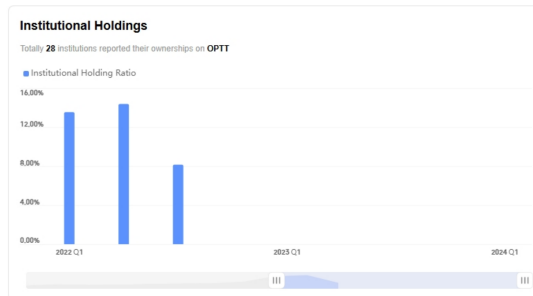 Institutional Holdings
Totally 28 institutions reported their ownerships on OPTT
Institutional Holding Ratio
16,00%
12,00%
8,00%
4,00%
0,00%
2022 Q1 2023 Q1 2024 Q1